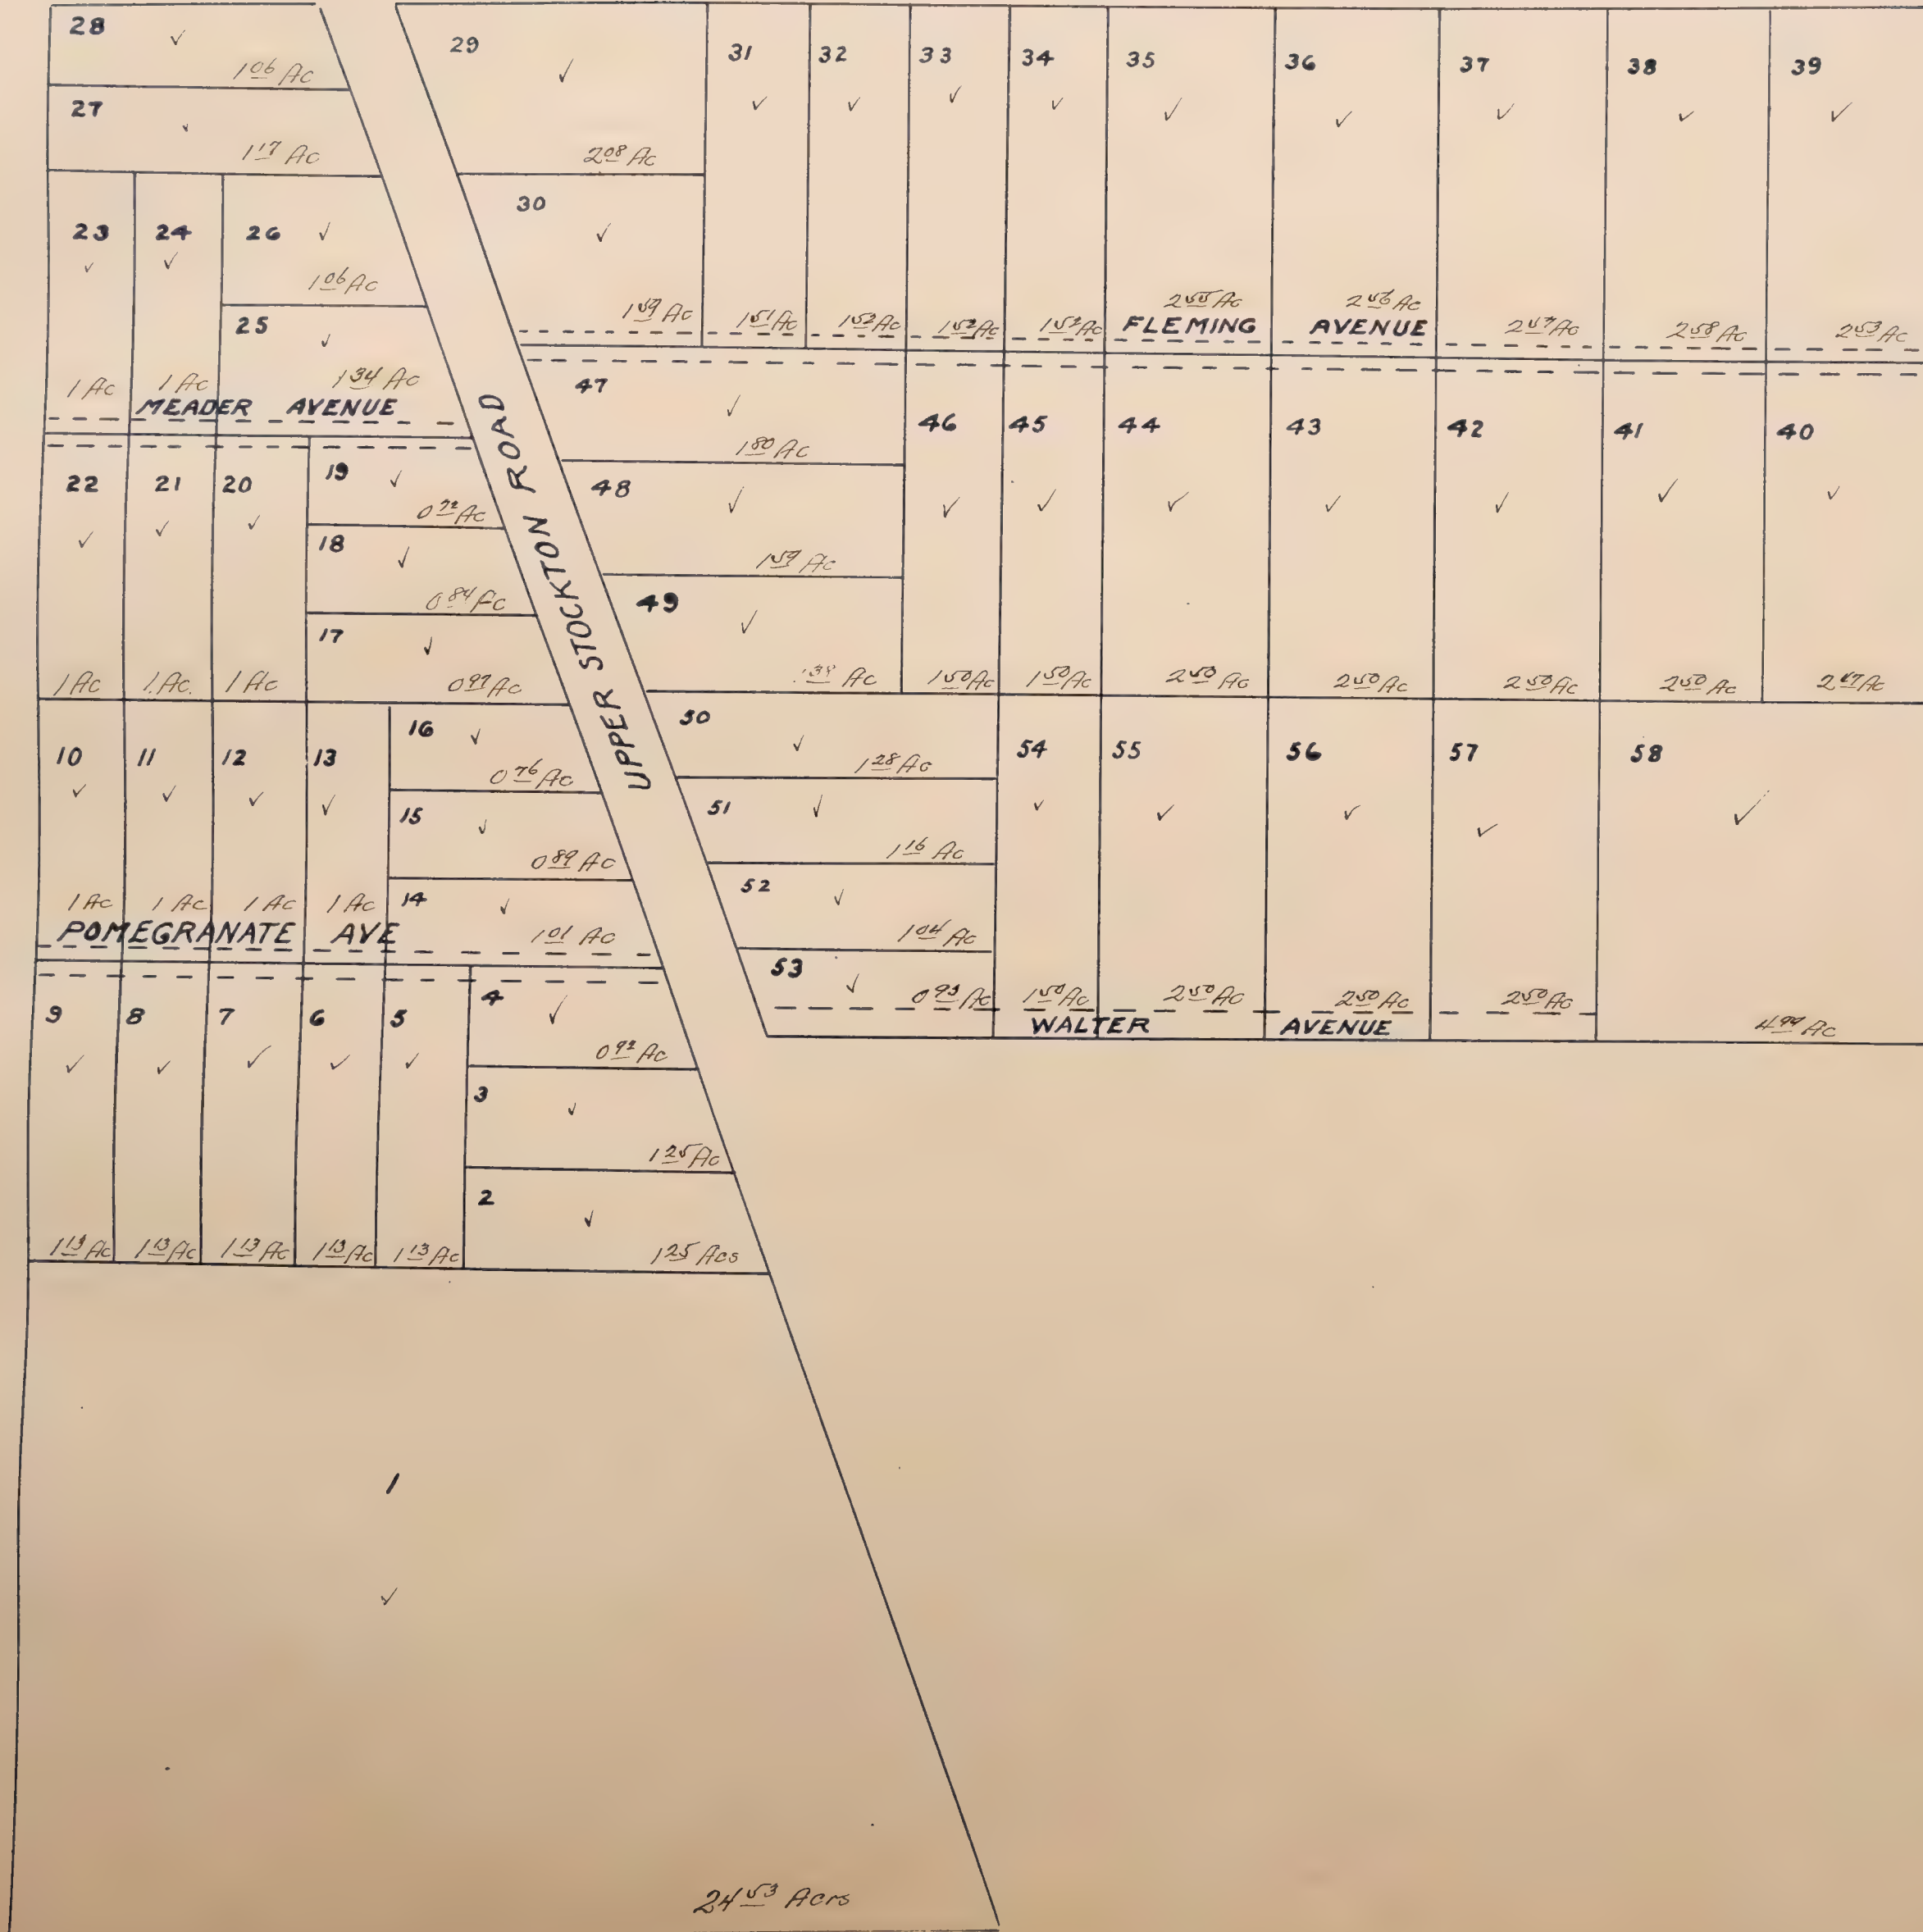 28
1 06 Ac
27
1 17 Ac
29
2 08 Ac
30
1 59 Ac
31
1 51 Ac
32
1 52 Ac
33
1 52 Ac
34
1 52 Ac
35
2 55 Ac
36
2 56 Ac
37
2 57 Ac
38
2 58 Ac
39
2 53 Ac
FLEMING AVENUE
23
1 Ac
24
1 Ac
26
1 06 Ac
25
1 34 Ac
MEADER AVENUE
UPPER STOCKTON ROAD
22
1 Ac
21
1 Ac.
20
1 Ac
19
0 72 Ac
18
0 84 Ac
17
0 97 Ac
47
1 80 Ac
48
1 59 Ac
49
Ac
46
1 50 Ac
45
1 50 Ac
44
2 50 Ac
43
2 50 Ac
42
2 50 Ac
41
2 50 Ac
40
2 47 Ac
10
1 Ac
11
1 Ac
12
1 Ac
13
1 Ac
16
0 76 Ac
15
0 89 Ac
14
1 01 Ac
POMEGRANATE AVE
50
1 28 Ac
51
1 16 Ac
52
1 04 Ac
53
0 93 Ac
54
1 50 Ac
55
2 50 Ac
56
2 50 Ac
57
2 50 Ac
58
4 99 Ac
WALTER AVENUE
9
1 13 Ac
8
1 13 Ac
7
1 13 Ac
6
1 13 Ac
5
1 13 Ac
4
0 92 Ac
3
1 25 Ac
2
1 25 Acs
1
24 53 Acrs